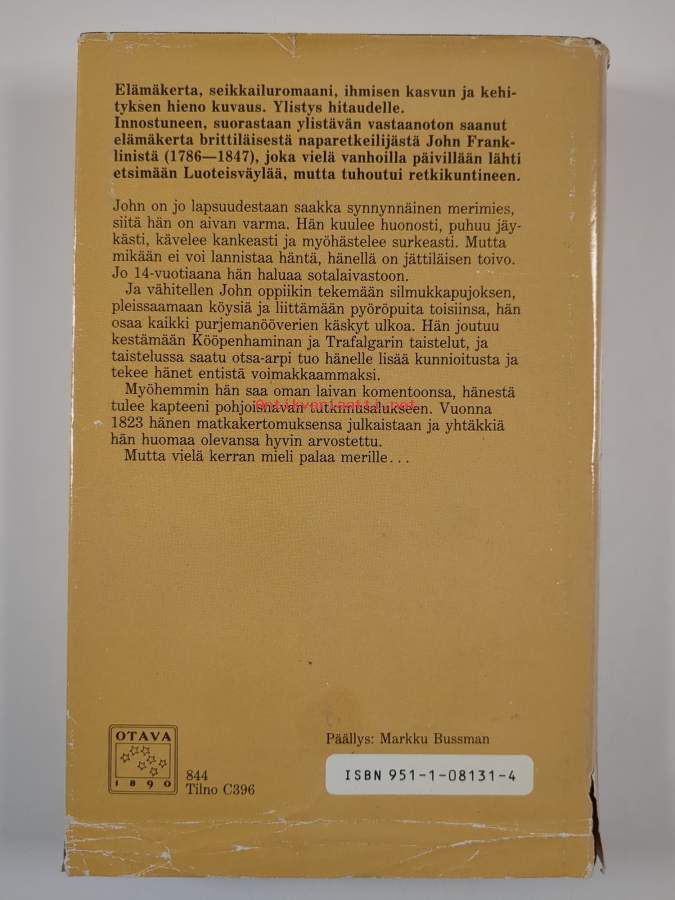 Elämäkerta, seikkailuromaani, ihmisen kasvun ja kehi-
tyksen hieno kuvaus. Ylistys hitaudelle.
Innostuneen, suorastaan ylistävän vastaanoton saanut
elämäkerta brittiläisestä naparetkeilijästä John Frank-
linistä (1786—1847), joka vielä vanhoilla päivillään lähti
etsimään Luoteisväylää, mutta tuhoutui retkikuntineen.
John on jo lapsuudestaan saakka synnynnäinen merimies,
siitä hän on aivan varma. Hän kuulee huonosti, puhuu jäy-
kästi, kävelee kankeasti ja myöhästelee surkeasti. Mutta
mikään ei voi lannistaa häntä, hänellä on jättiläisen toivo.
Jo 14-vuotiaana hän haluaa sotalaivastoon.
Ja vähitellen John oppiikin tekemään silmukkapujoksen,
pleissaamaan köysiä ja liittämään pyöröpuita toisiinsa, hän
osaa kaikki purjemanööverien käskyt ulkoa. Hän joutuu
kestämään Kööpenhaminan ja Trafalgarin taistelut, ja
taistelussa saatu otsa-arpi tuo hänelle lisää kunnioitusta ja
tekee hänet entistä voimakkaammaksi.
Myöhemmin hän saa oman laivan komentoonsa, hänestä
tulee kapteeni pohjoisnavan tutkimusalukseen. Vuonna
1823 hänen matkakertomuksensa julkaistaan ja yhtäkkiä
hän huomaa olevansa hyvin arvostettu.
Mutta vielä kerran mieli palaa merille...
Antikvariaatti.net
OTAVA
1890
844
Tilno C396
Päällys: Markku Bussman
ISBN 951-1-08131-4